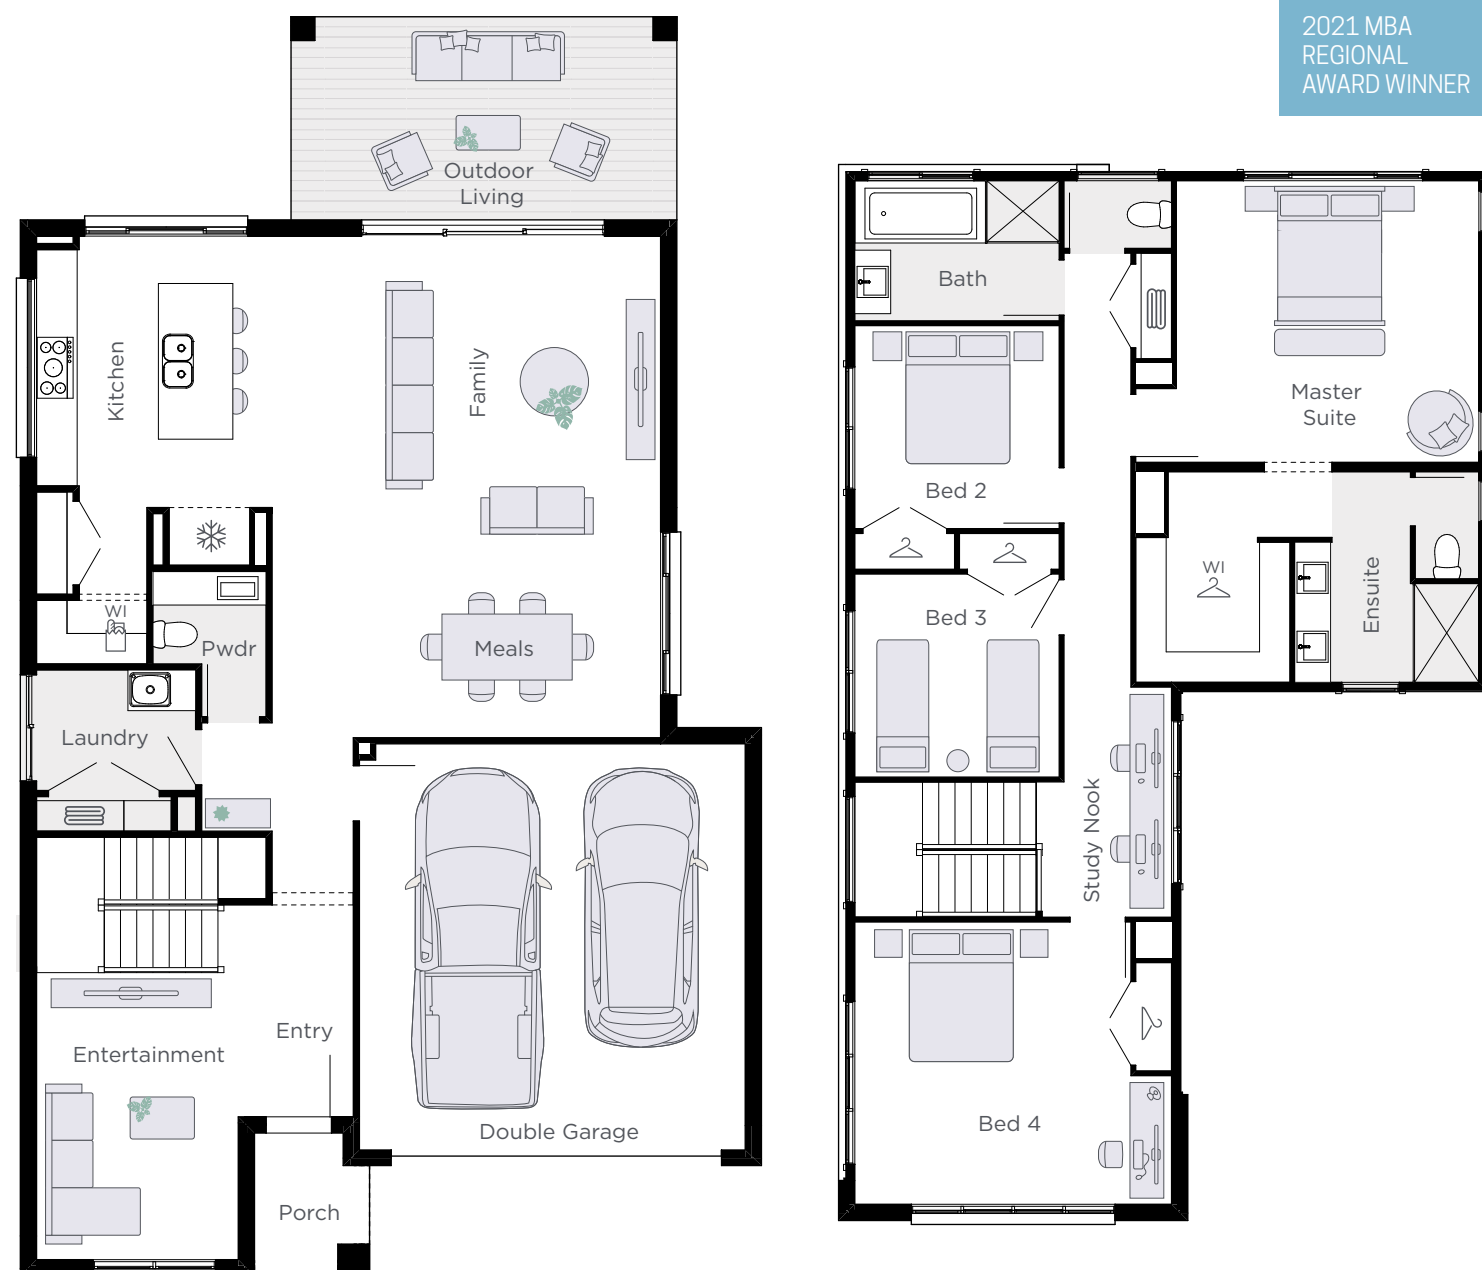 2021 MBA
REGIONAL
AWARD WINNER
Outdoor
Living
Kitchen
Family
WI
Pwdr
Meals
Laundry
Entry
Entertainment
Double Garage
Porch
Bath
Master
Suite
Bed 2
WI
Ensuite
Bed 3
Study Nook
Bed 4